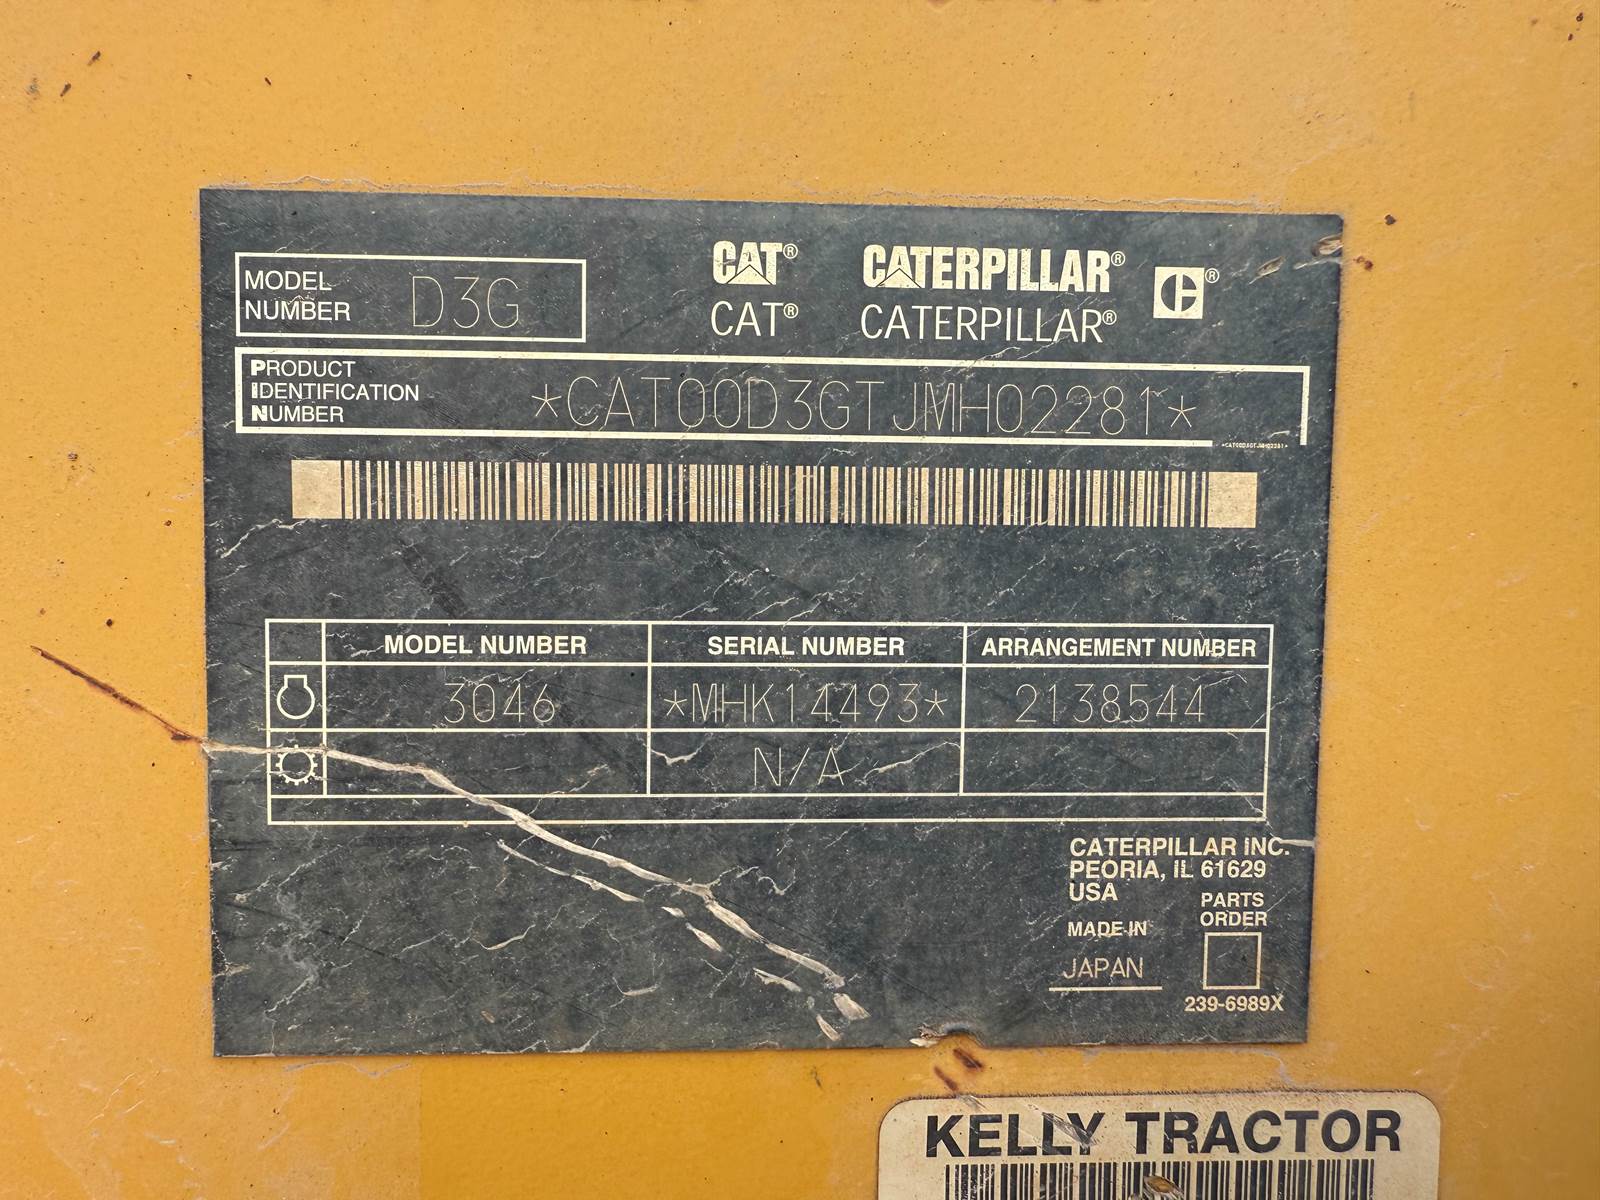 MODEL NUMBER D3G
CAT® CATERPILLAR® ®
CAT® CATERPILLAR®
PRODUCT IDENTIFICATION NUMBER *CAT00D3GTJMH02281*
*CAT00D3GTJMH02281*
MODEL NUMBER SERIAL NUMBER ARRANGEMENT NUMBER
3046 *MHK14493* 2138544
N/A
CATERPILLAR INC.
PEORIA, IL 61629
USA
PARTS
ORDER
MADE IN
JAPAN
239-6989X
KELLY TRACTOR